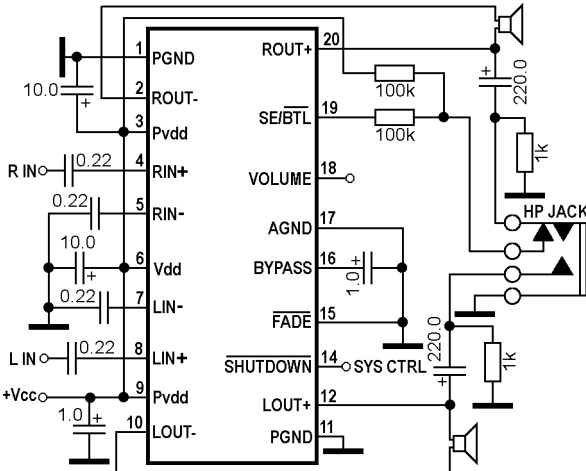 1 PGND ROUT+ 20
10.0 + 2 ROUT- 100k + 220.0
3 Pvdd SE/BTL 19 100k 1k
R IN 0.22 4 RIN+ VOLUME 18
0.22 5 RIN- AGND 17 HP JACK
10.0 + 6 Vdd BYPASS 16 1.0 +
0.22 7 LIN- FADE 15
L IN 0.22 8 LIN+ SHUTDOWN 14 SYS CTRL 220.0 + 1k
+Vcc 9 Pvdd LOUT+ 12
1.0 + 10 LOUT- PGND 11